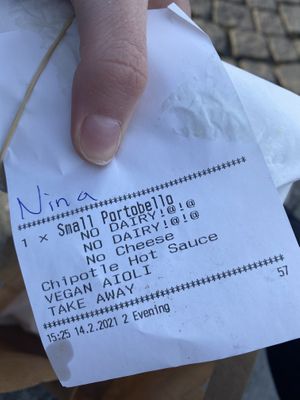 Nina
1 x Small Portobello
NO DAIRY!@!@
NO DAIRY!@!@
No Cheese
Chipotle Hot Sauce
VEGAN AIOLI
TAKE AWAY
57
15:25 14.2.2021 2 Evening